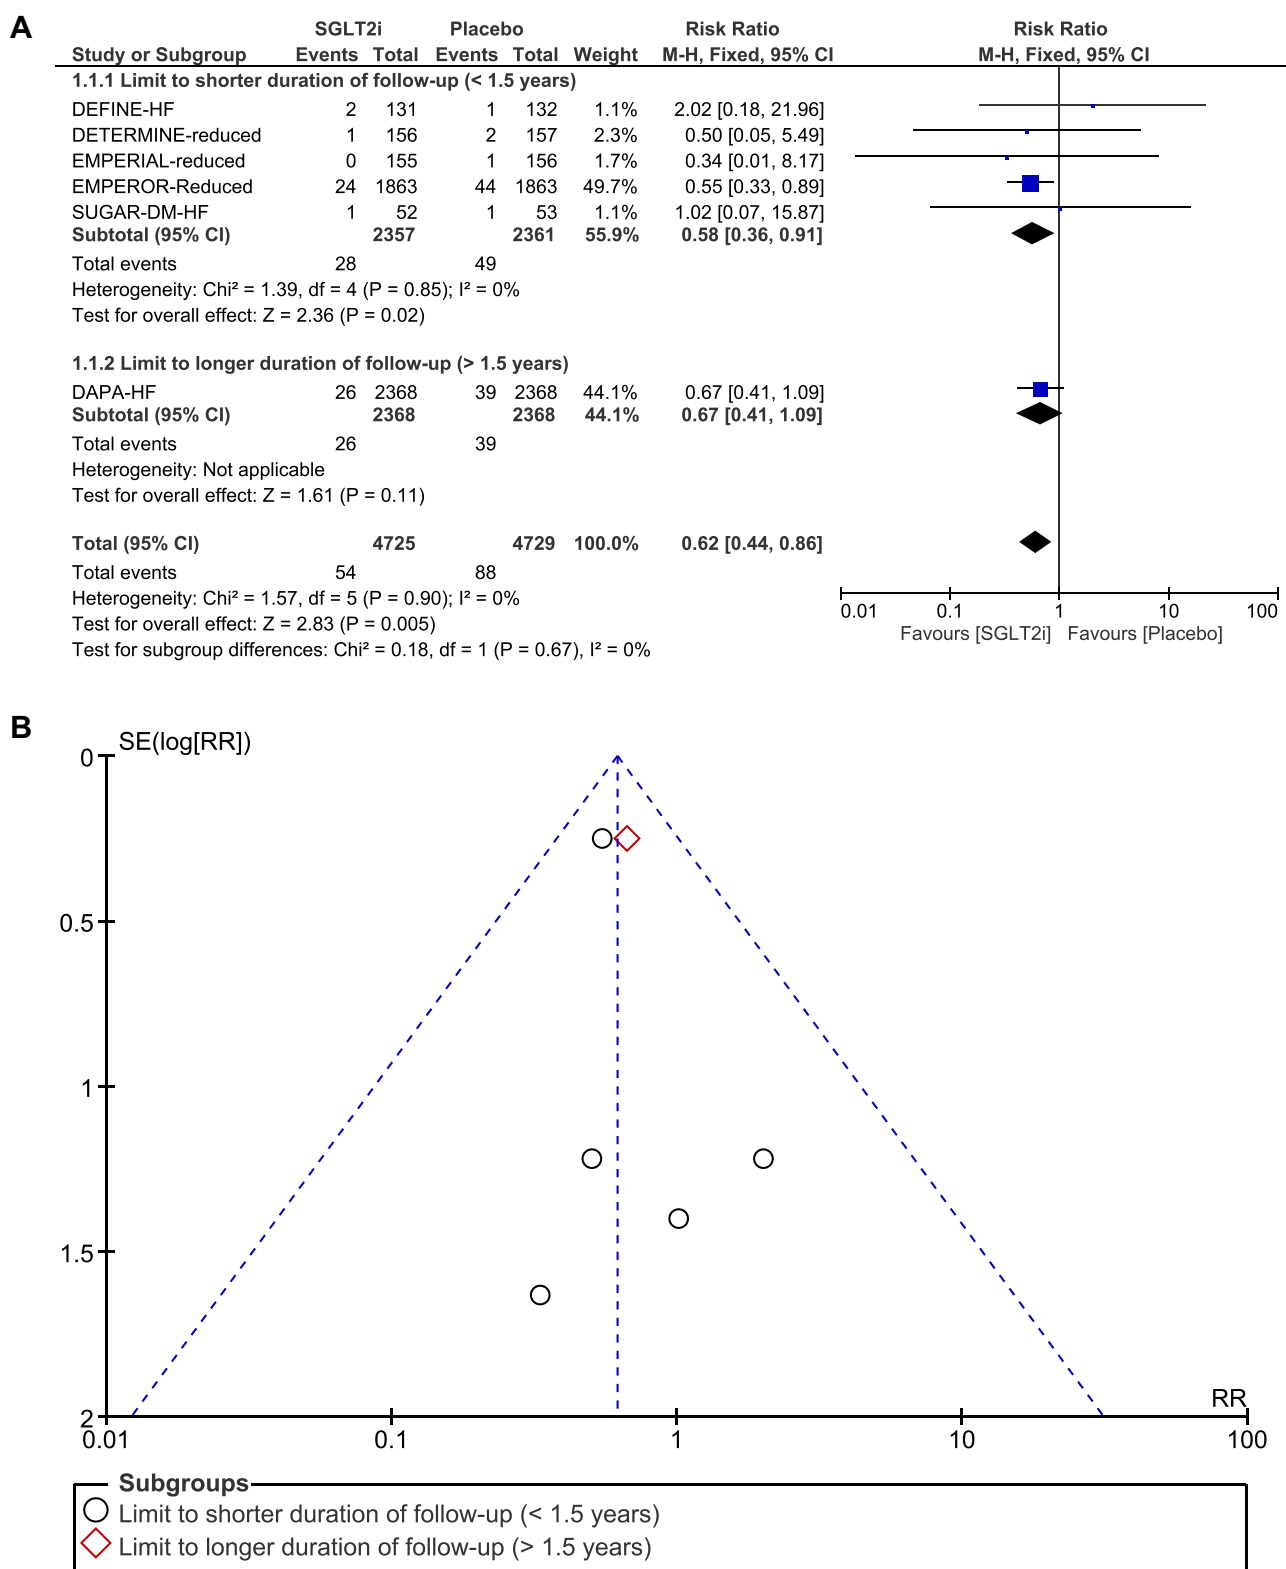 A
SGLT2i Placebo Risk Ratio Risk Ratio
Study or Subgroup Events Total Events Total Weight M-H, Fixed, 95% CI M-H, Fixed, 95% CI
1.1.1 Limit to shorter duration of follow-up (< 1.5 years)
DEFINE-HF 2 131 1 132 1.1% 2.02 [0.18, 21.96]
DETERMINE-reduced 1 156 2 157 2.3% 0.50 [0.05, 5.49]
EMPERIAL-reduced 0 155 1 156 1.7% 0.34 [0.01, 8.17]
EMPEROR-Reduced 24 1863 44 1863 49.7% 0.55 [0.33, 0.89]
SUGAR-DM-HF 1 52 1 53 1.1% 1.02 [0.07, 15.87]
Subtotal (95% CI) 2357 2361 55.9% 0.58 [0.36, 0.91]
Total events 28 49
Heterogeneity: Chi² = 1.39, df = 4 (P = 0.85); I² = 0%
Test for overall effect: Z = 2.36 (P = 0.02)
1.1.2 Limit to longer duration of follow-up (> 1.5 years)
DAPA-HF 26 2368 39 2368 44.1% 0.67 [0.41, 1.09]
Subtotal (95% CI) 2368 2368 44.1% 0.67 [0.41, 1.09]
Total events 26 39
Heterogeneity: Not applicable
Test for overall effect: Z = 1.61 (P = 0.11)
Total (95% CI) 4725 4729 100.0% 0.62 [0.44, 0.86]
Total events 54 88
Heterogeneity: Chi² = 1.57, df = 5 (P = 0.90); I² = 0%
Test for overall effect: Z = 2.83 (P = 0.005)
Test for subgroup differences: Chi² = 0.18, df = 1 (P = 0.67), I² = 0%
0.01 0.1 1 10 100
Favours [SGLT2i] Favours [Placebo]
B
SE(log[RR])
0
0.5
1
1.5
2
RR
0.01 0.1 1 10 100
Subgroups
Limit to shorter duration of follow-up (< 1.5 years)
Limit to longer duration of follow-up (> 1.5 years)